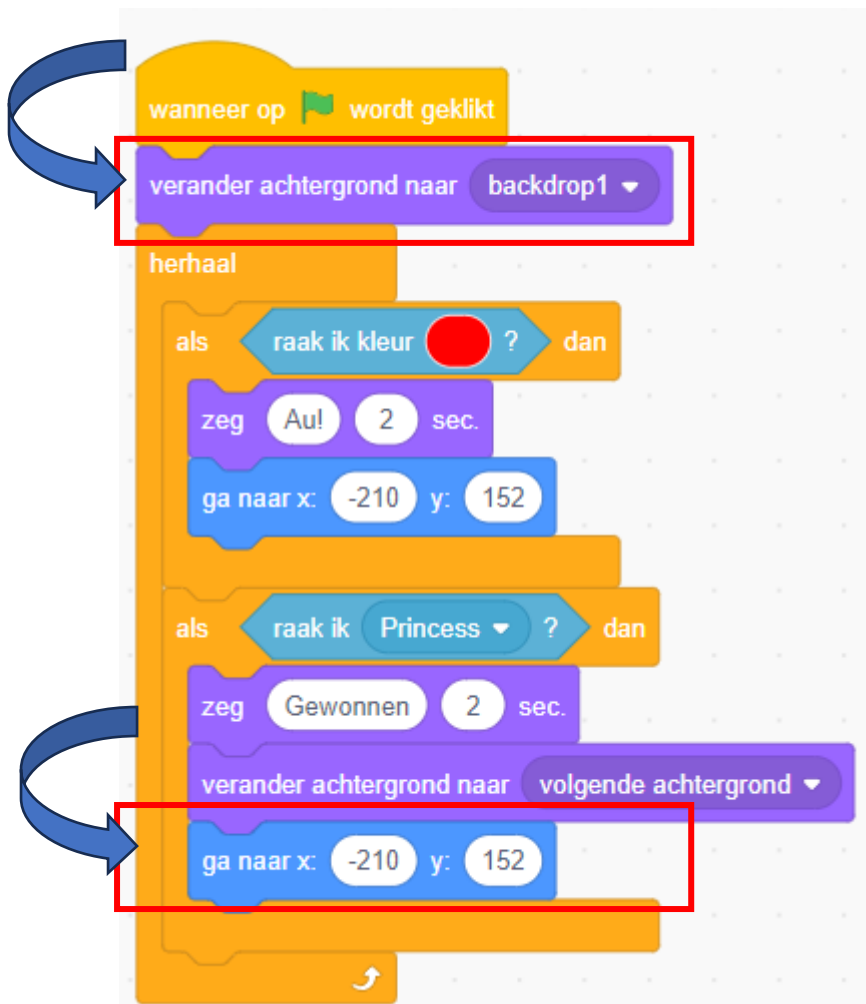 wanneer op wordt geklikt
verander achtergrond naar backdrop1
herhaal
als raak ik kleur ? dan
zeg Au! 2 sec.
ga naar x: -210 y: 152
als raak ik Princess ? dan
zeg Gewonnen 2 sec.
verander achtergrond naar volgende achtergrond
ga naar x: -210 y: 152